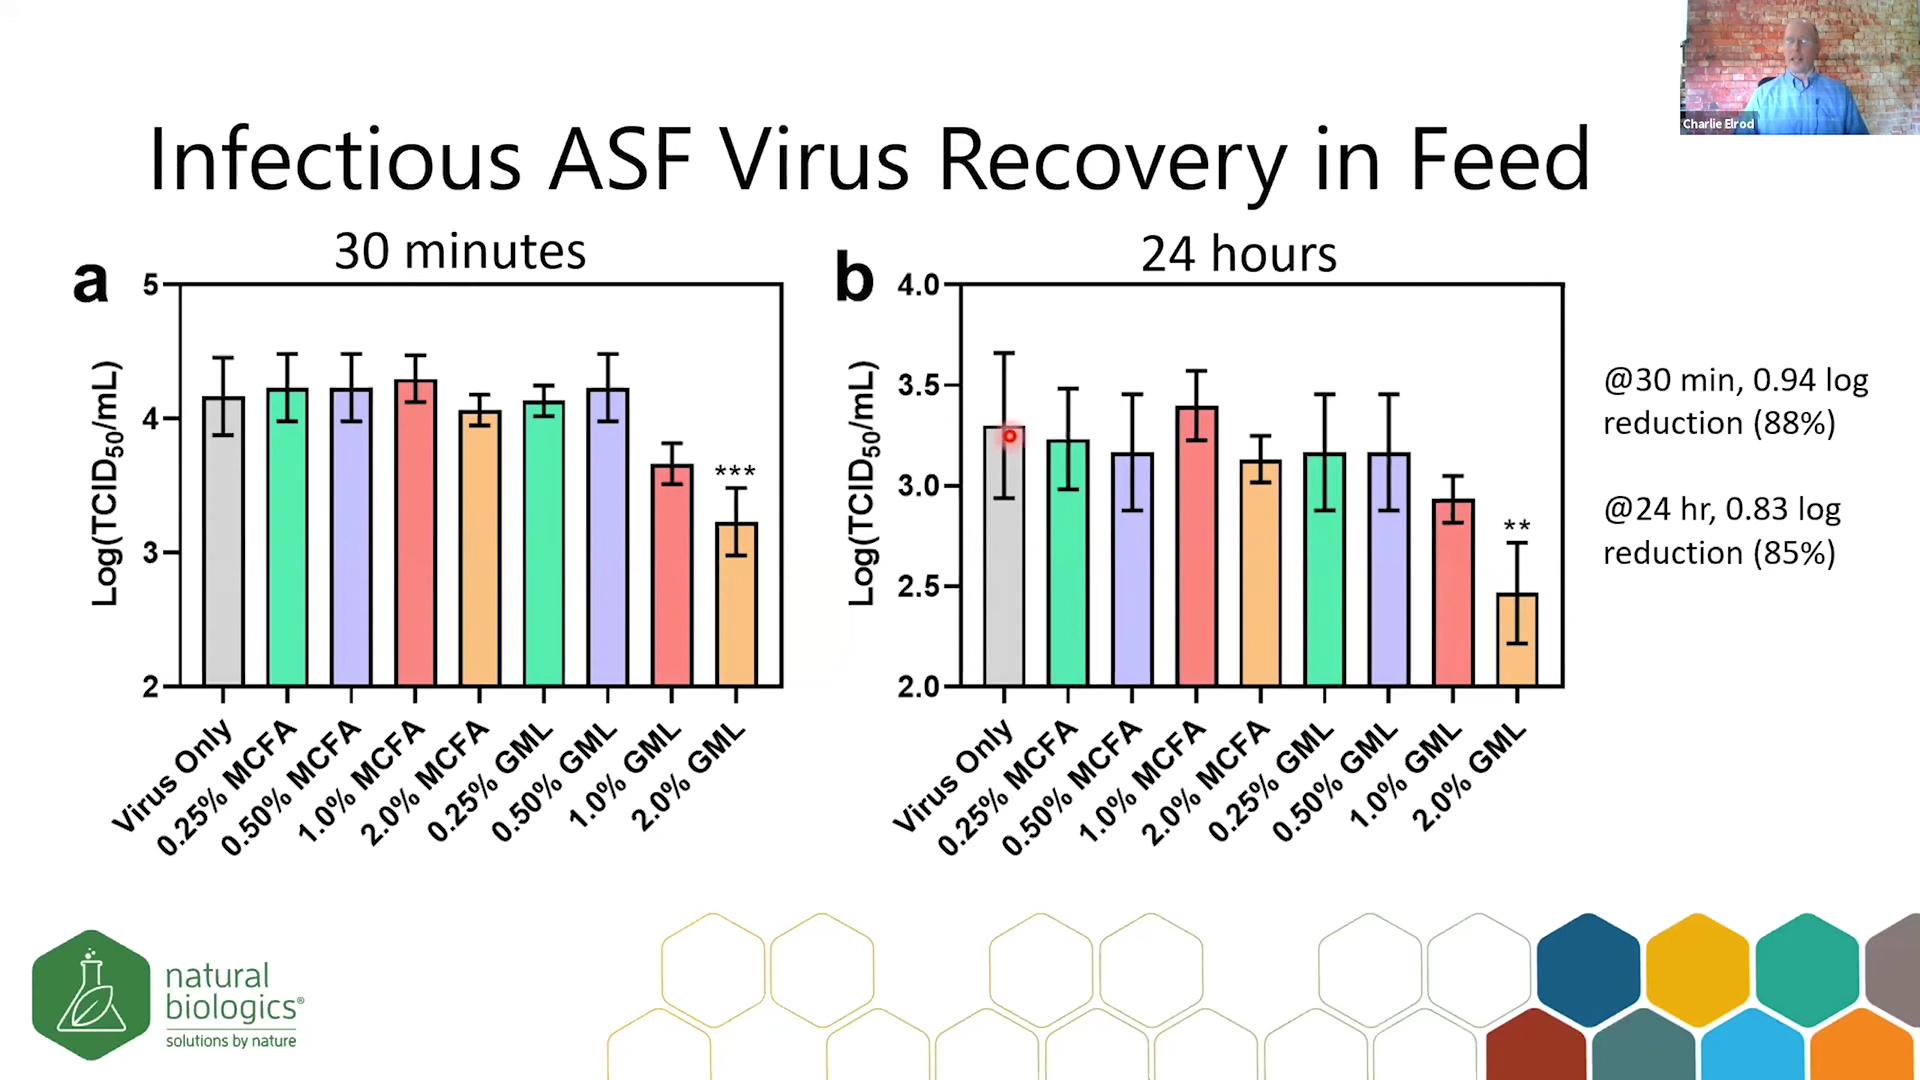 Charlie Elrod
Infectious ASF Virus Recovery in Feed
30 minutes
a
5
4
3
2
Log(TCID50/mL)
***
Virus Only
0.25% MCFA
0.50% MCFA
1.0% MCFA
2.0% MCFA
0.25% GML
0.50% GML
1.0% GML
2.0% GML
24 hours
b
4.0
3.5
3.0
2.5
2.0
Log(TCID50/mL)
**
Virus Only
0.25% MCFA
0.50% MCFA
1.0% MCFA
2.0% MCFA
0.25% GML
0.50% GML
1.0% GML
2.0% GML
@30 min, 0.94 log
reduction (88%)
@24 hr, 0.83 log
reduction (85%)
natural
biologics®
solutions by nature